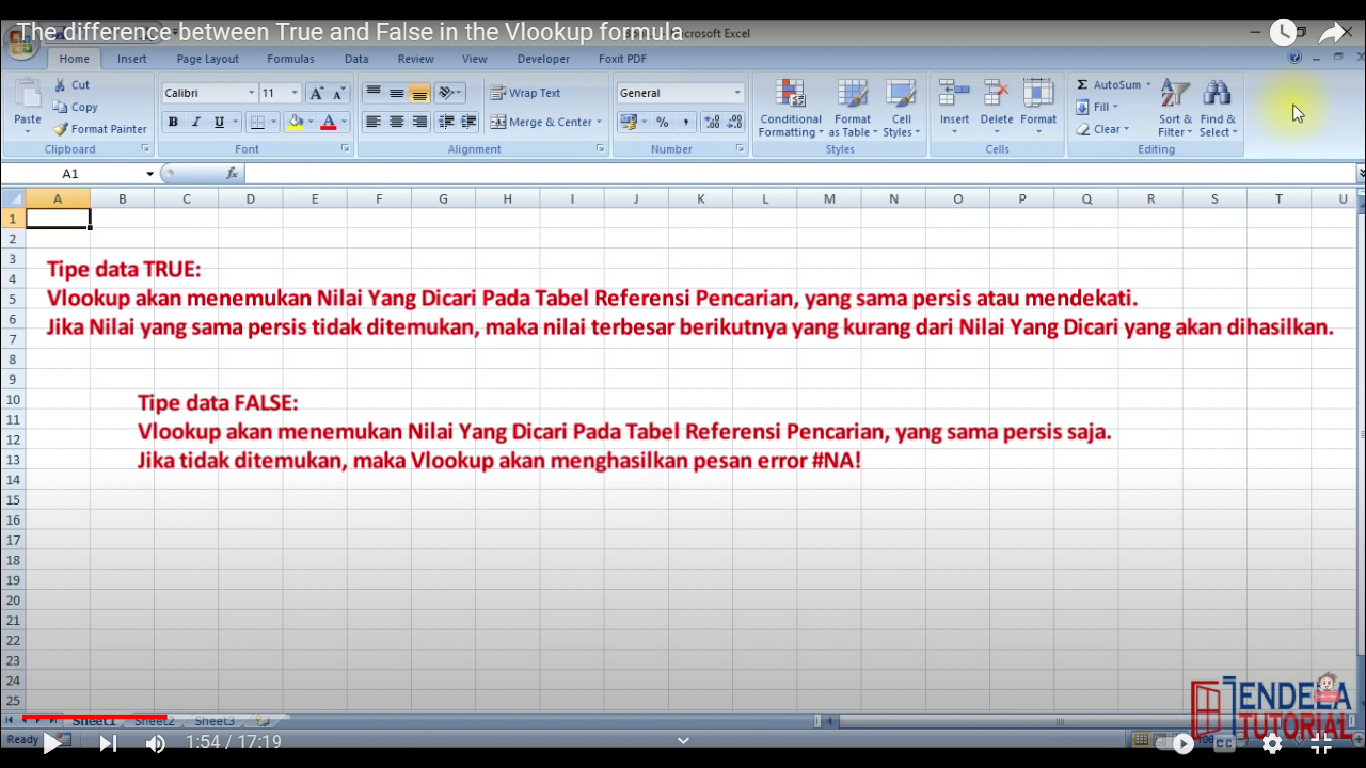 The difference between True and False in the Vlookup formula
Microsoft Excel
Home Insert Page Layout Formulas Data Review View Developer Foxit PDF
Paste
Cut
Copy
Format Painter
Clipboard
Calibri 11
B I U
Font
Wrap Text
Merge & Center
Alignment
General
%
Number
Conditional Formatting
Format as Table
Cell Styles
Styles
Insert Delete Format
Cells
Σ AutoSum
Fill
Clear
Sort & Filter
Find & Select
Editing
A1 fx
A B C D E F G H I J K L M N O P Q R S T U
1
2
3
4
5
6
7
8
9
10
11
12
13
14
15
16
17
18
19
20
21
22
23
24
25
Tipe data TRUE:
Vlookup akan menemukan Nilai Yang Dicari Pada Tabel Referensi Pencarian, yang sama persis atau mendekati.
Jika Nilai yang sama persis tidak ditemukan, maka nilai terbesar berikutnya yang kurang dari Nilai Yang Dicari yang akan dihasilkan.
Tipe data FALSE:
Vlookup akan menemukan Nilai Yang Dicari Pada Tabel Referensi Pencarian, yang sama persis saja.
Jika tidak ditemukan, maka Vlookup akan menghasilkan pesan error #NA!
JENDELA
TUTORIAL
Sheet1 Sheet2 Sheet3
Ready
1:54 / 17:19
CC